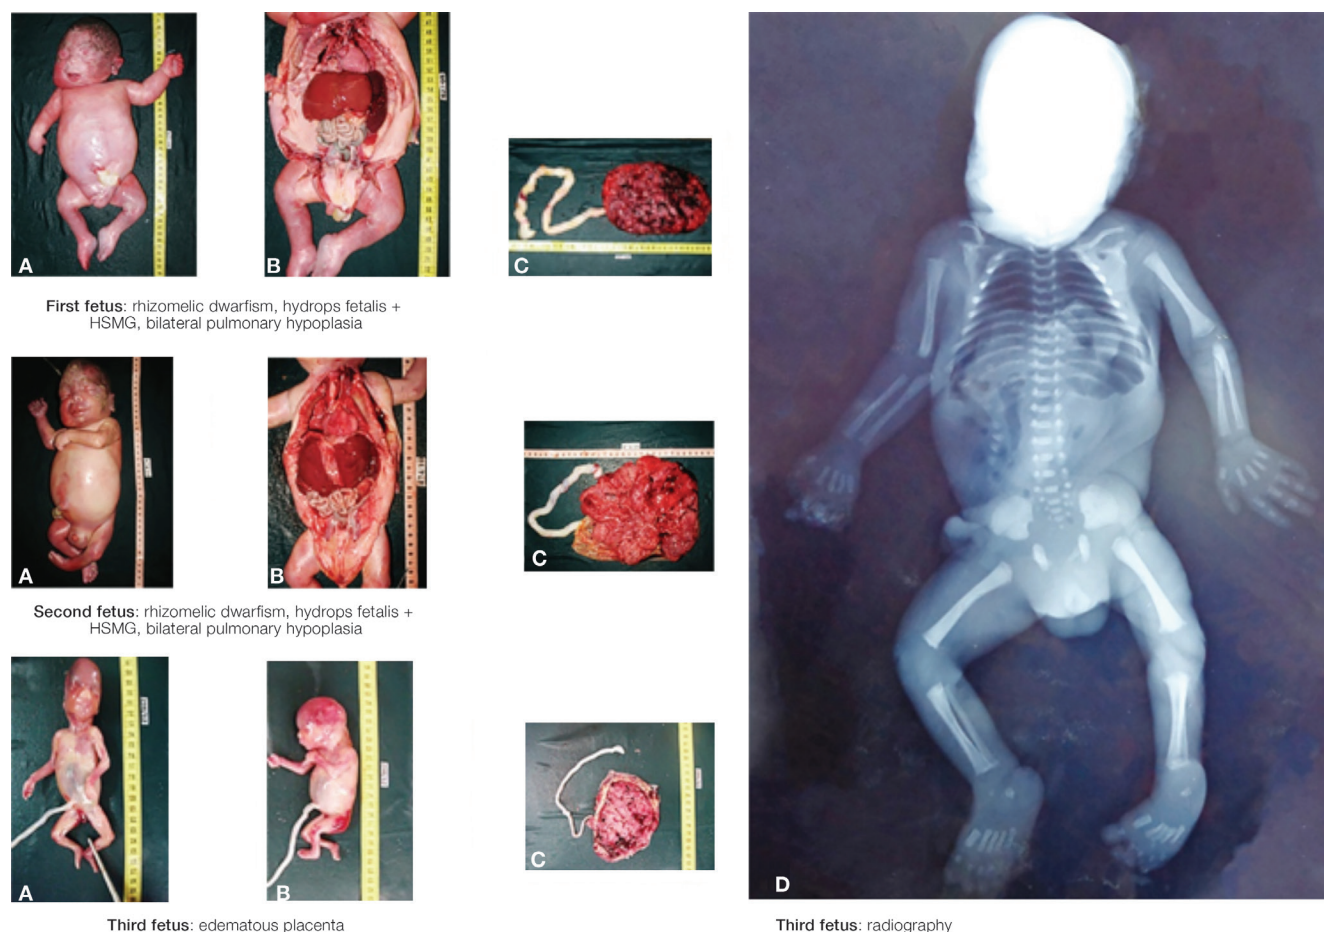 A
B
C
First fetus: rhizomelic dwarfism, hydrops fetalis +
HSMG, bilateral pulmonary hypoplasia
A
B
C
Second fetus: rhizomelic dwarfism, hydrops fetalis +
HSMG, bilateral pulmonary hypoplasia
A
B
C
Third fetus: edematous placenta
D
Third fetus: radiography